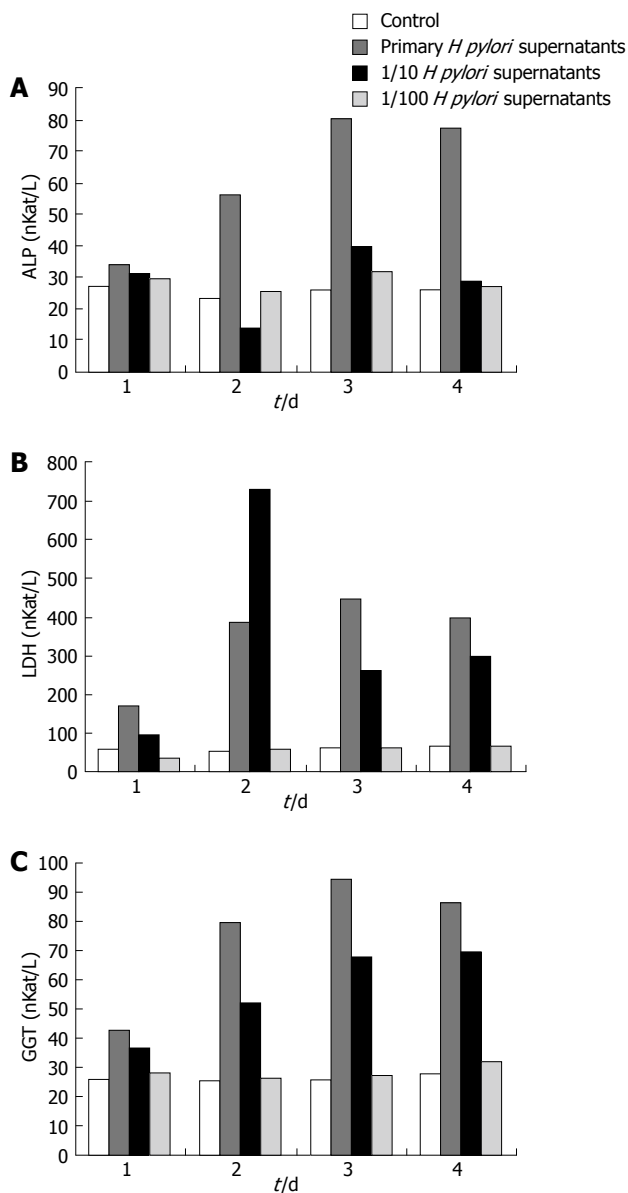 Control
Primary H pylori supernatants
1/10 H pylori supernatants
1/100 H pylori supernatants
A
90
80
70
60
50
40
30
20
10
0
ALP (nKat/L)
1 2 3 4
t/d
B
800
700
600
500
400
300
200
100
0
LDH (nKat/L)
1 2 3 4
t/d
C
100
90
80
70
60
50
40
30
20
10
0
GGT (nKat/L)
1 2 3 4
t/d